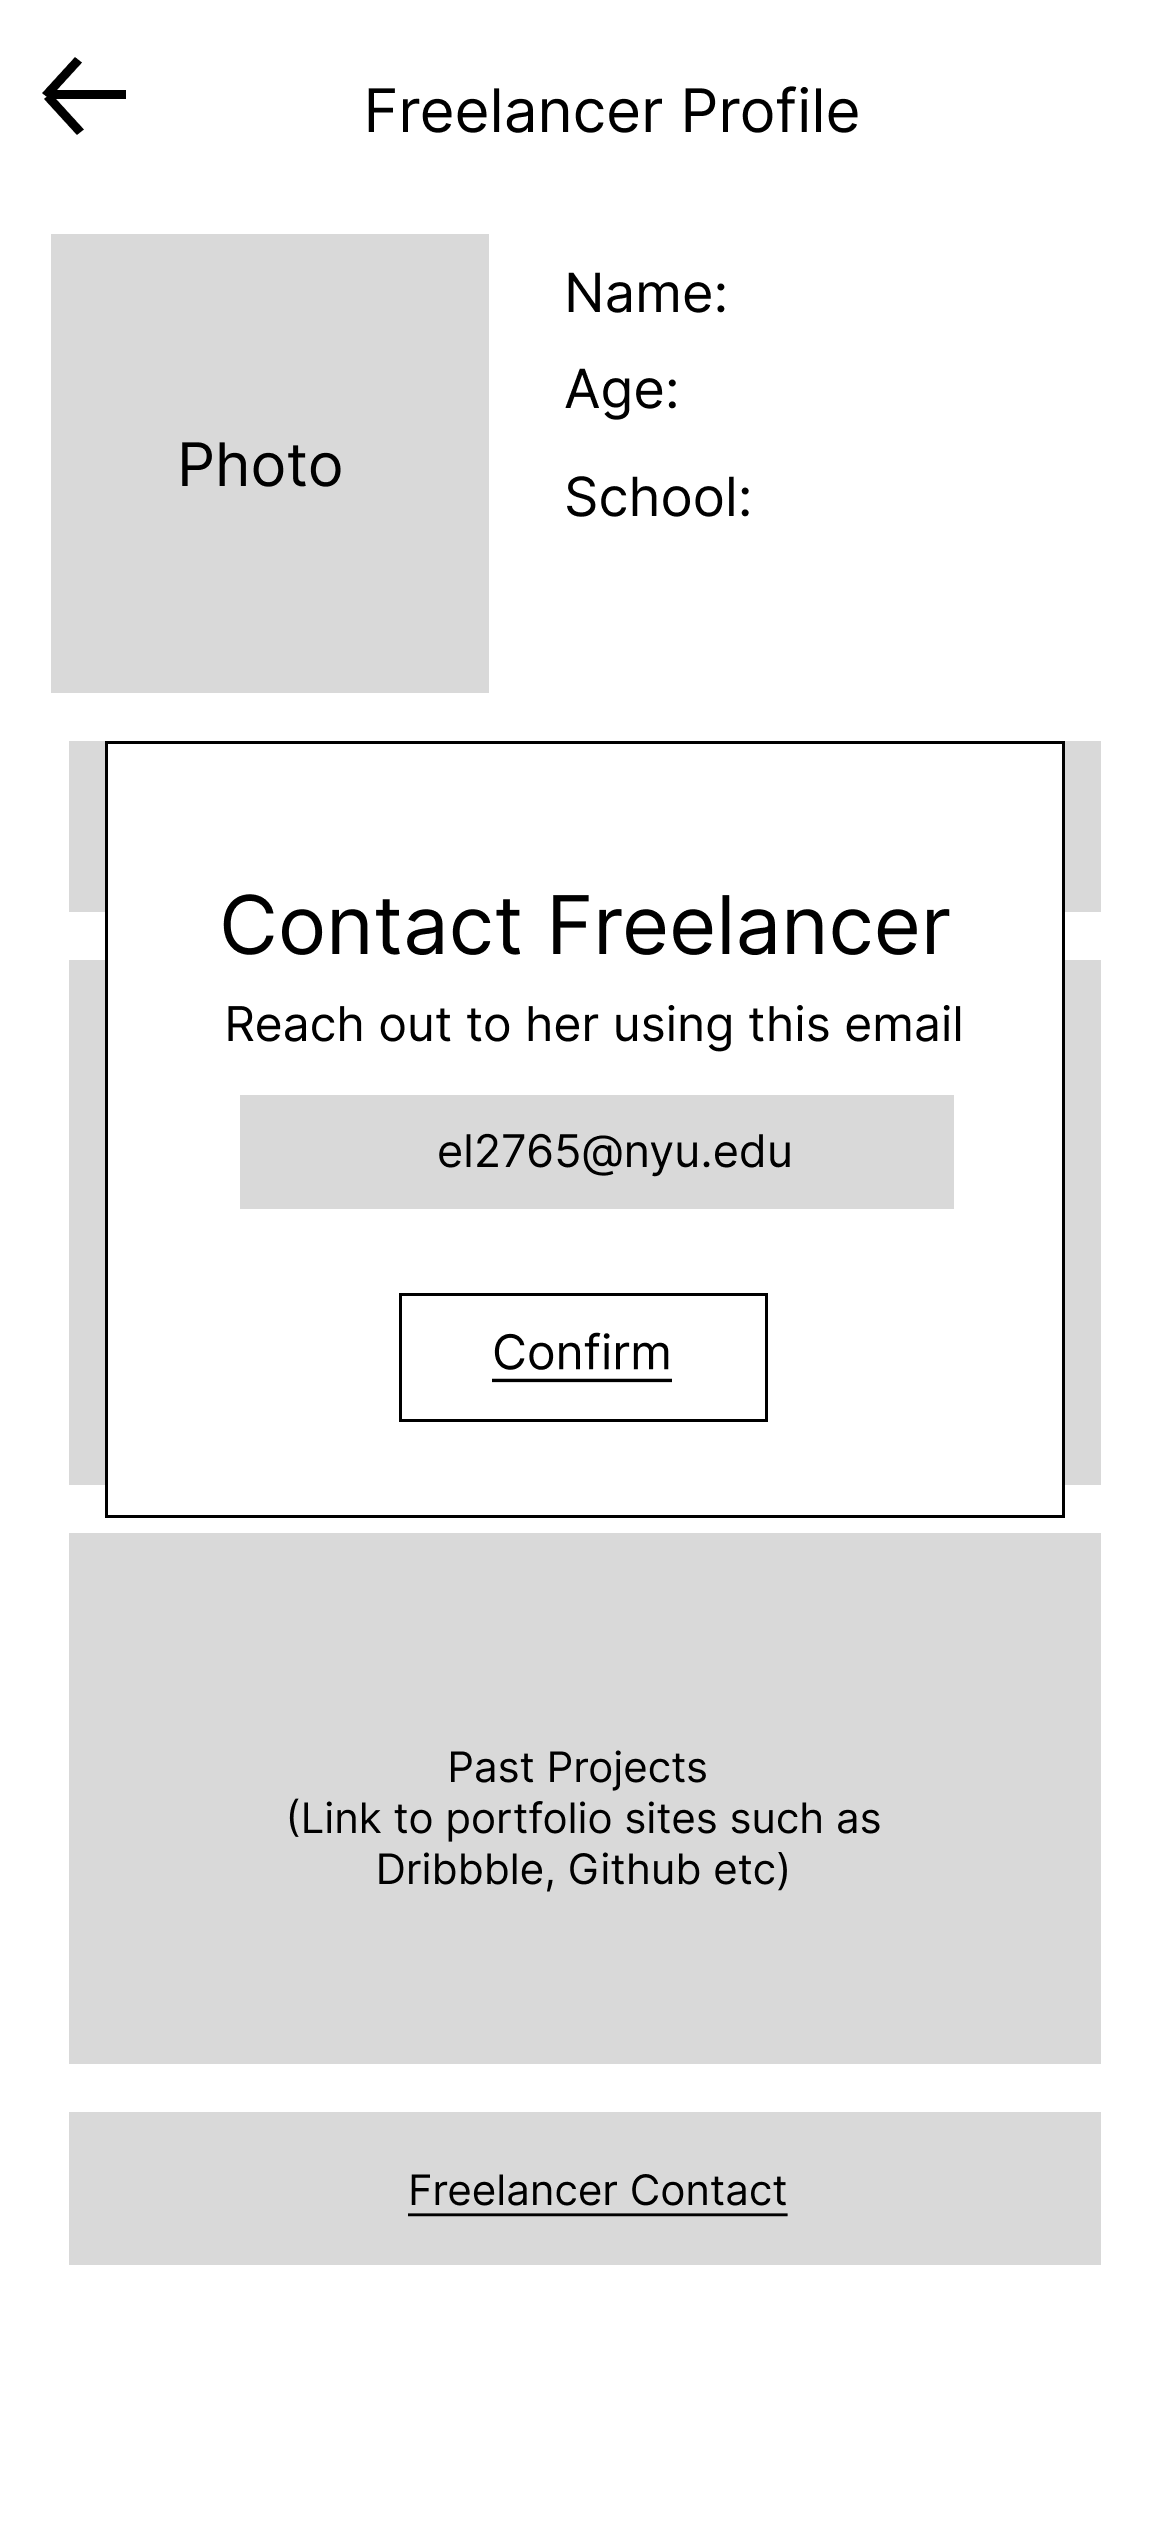 Freelancer Profile
Photo
Name:
Age:
School:
Contact Freelancer
Reach out to her using this email
el2765@nyu.edu
Confirm
Past Projects
(Link to portfolio sites such as
Dribbble, Github etc)
Freelancer Contact